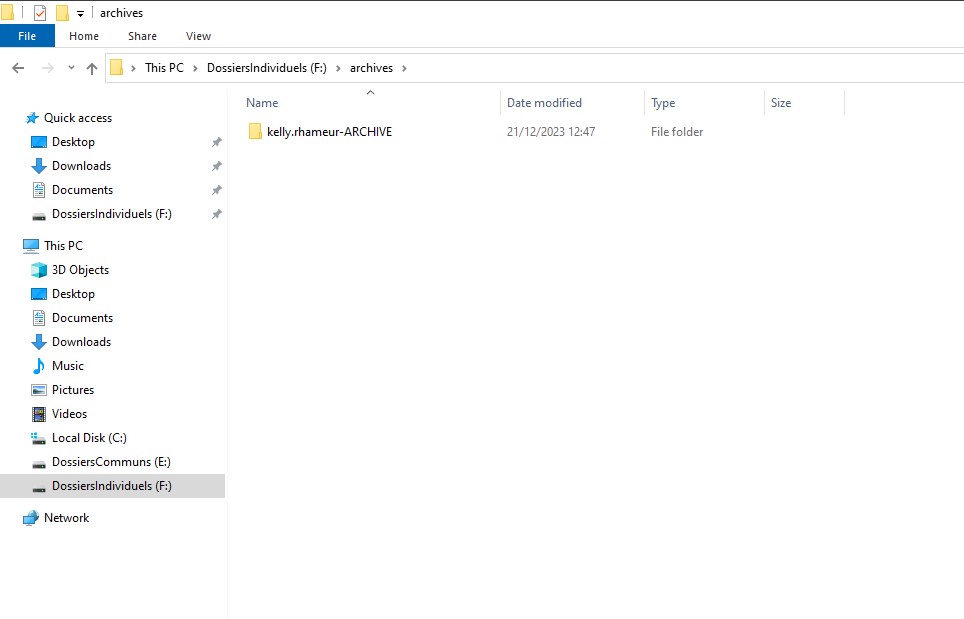 archives
File Home Share View
This PC DossiersIndividuels (F:) archives
Name Date modified Type Size
kelly.rhameur-ARCHIVE 21/12/2023 12:47 File folder
Quick access
Desktop
Downloads
Documents
DossiersIndividuels (F:)
This PC
3D Objects
Desktop
Documents
Downloads
Music
Pictures
Videos
Local Disk (C:)
DossiersCommuns (E:)
DossiersIndividuels (F:)
Network